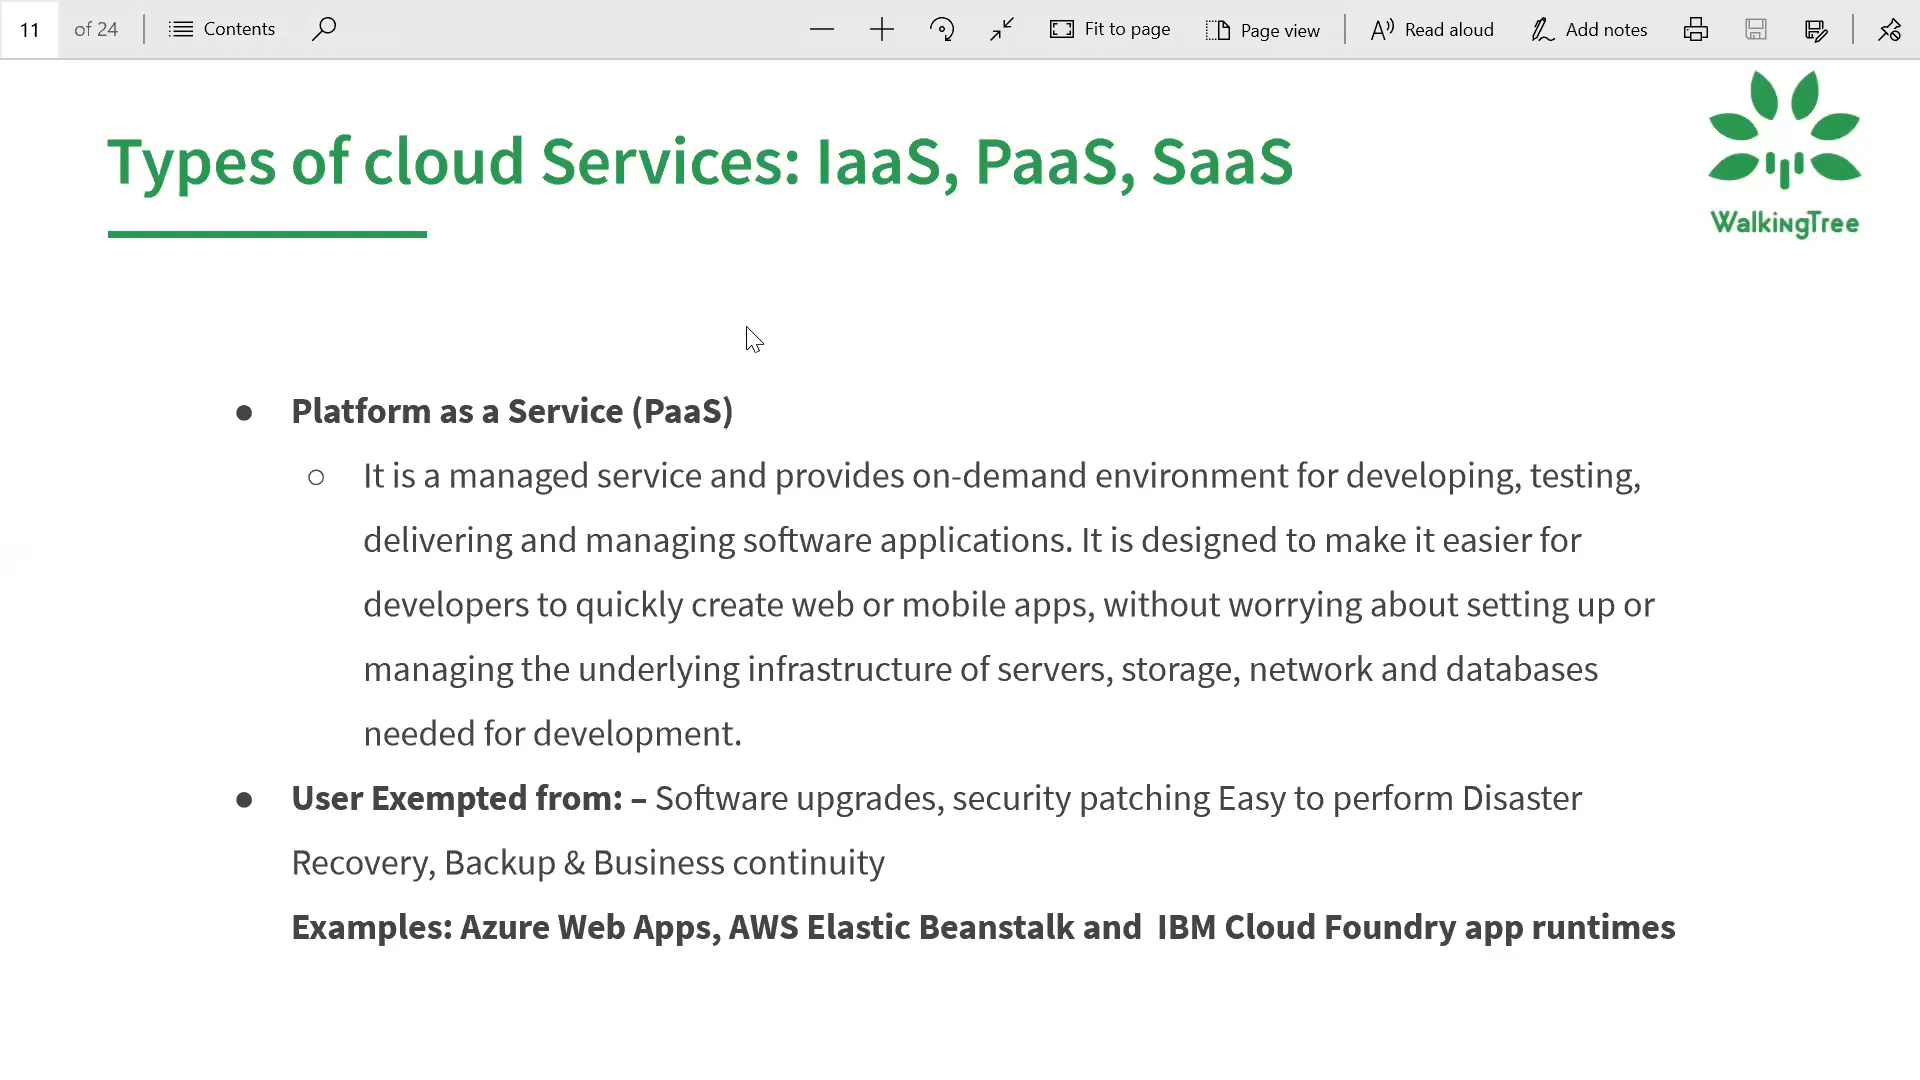 11 of 24 Contents Fit to page Page view Read aloud Add notes
Types of cloud Services: IaaS, PaaS, SaaS
WalkingTree
● Platform as a Service (PaaS)
○ It is a managed service and provides on-demand environment for developing, testing,
delivering and managing software applications. It is designed to make it easier for
developers to quickly create web or mobile apps, without worrying about setting up or
managing the underlying infrastructure of servers, storage, network and databases
needed for development.
● User Exempted from: – Software upgrades, security patching Easy to perform Disaster
Recovery, Backup & Business continuity
Examples: Azure Web Apps, AWS Elastic Beanstalk and IBM Cloud Foundry app runtimes